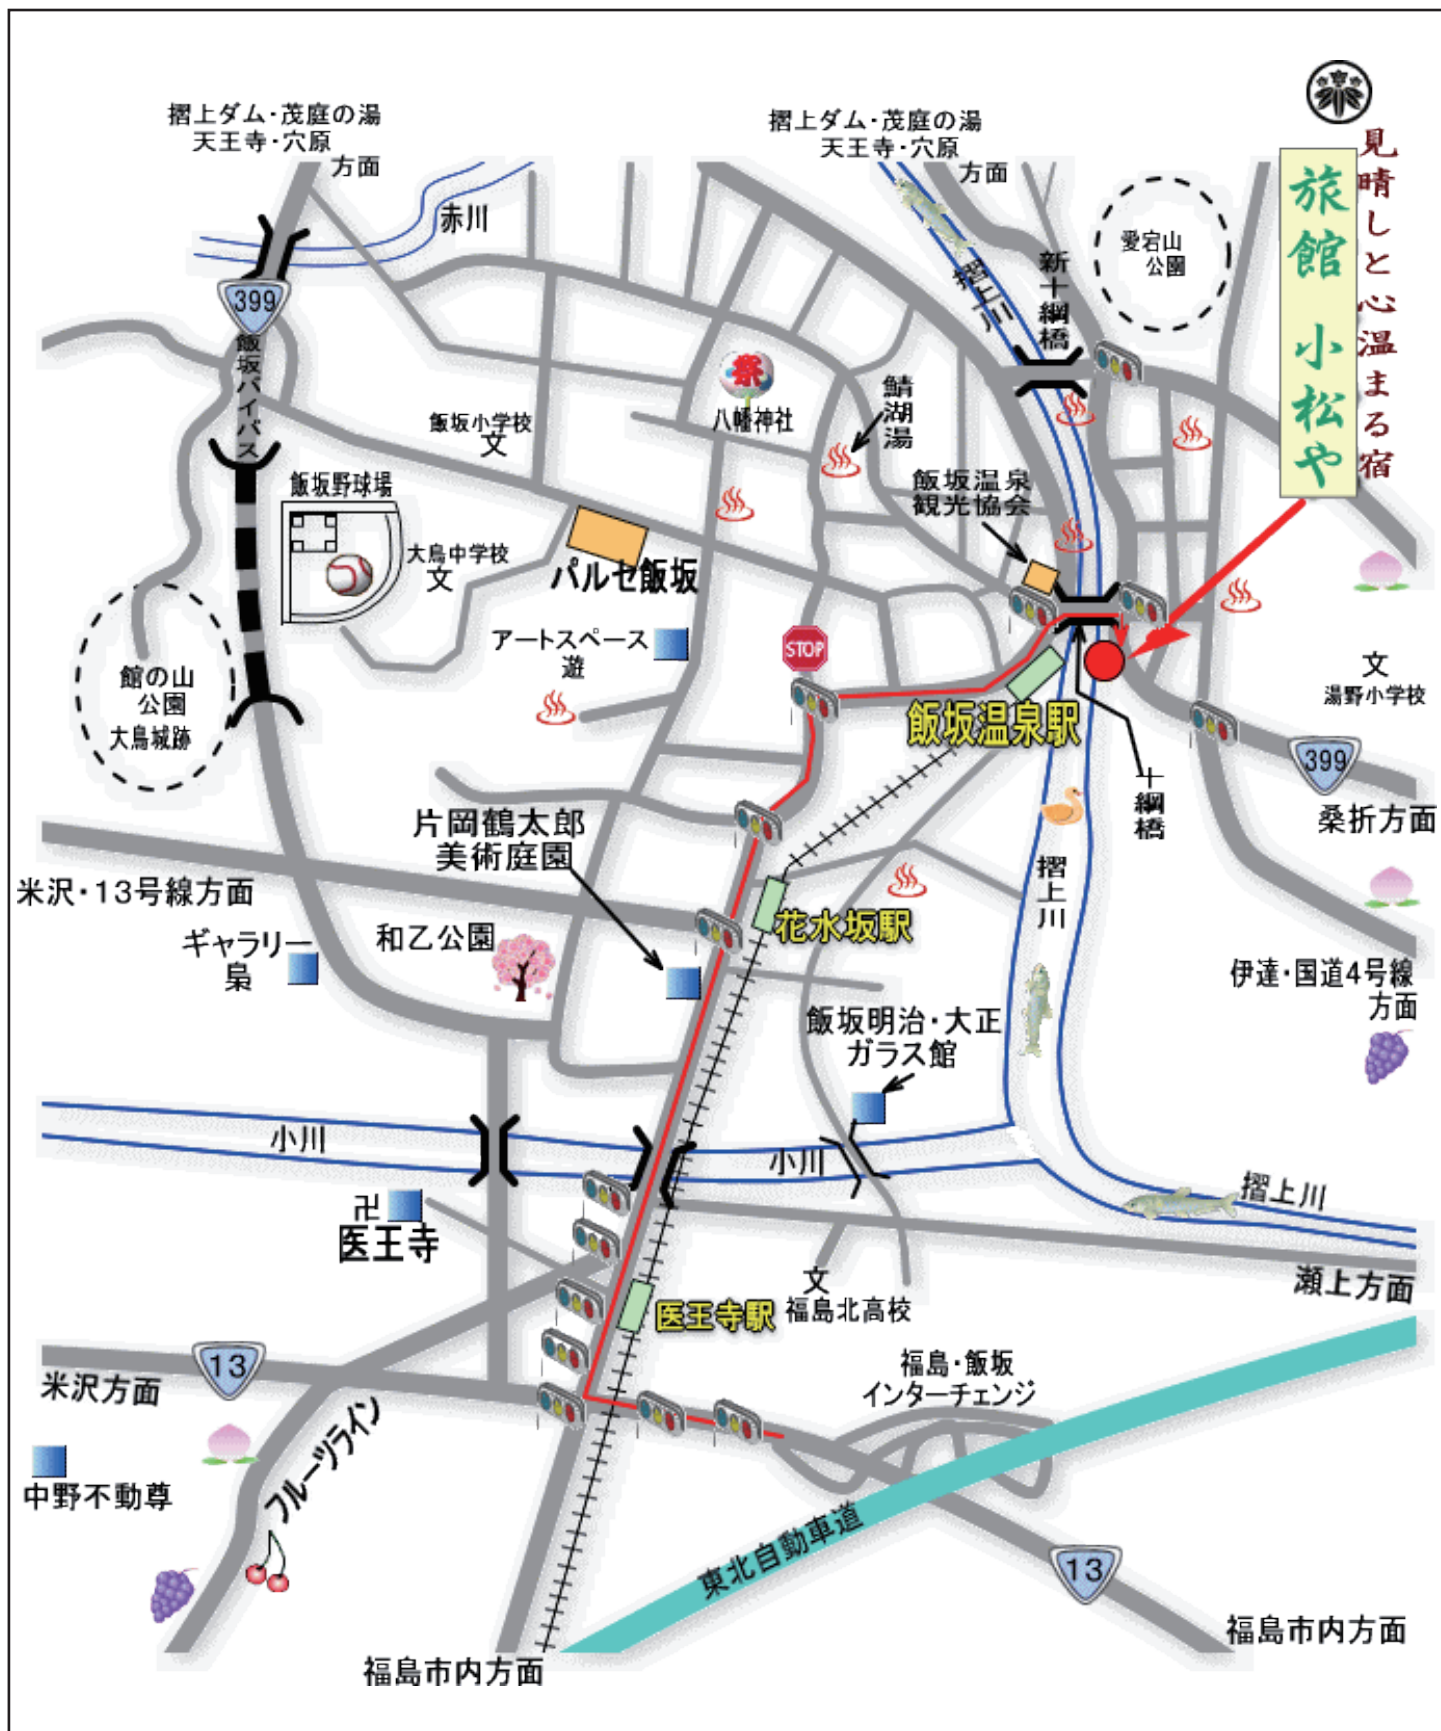 摺上ダム・茂庭の湯
天王寺・穴原
方面
摺上ダム・茂庭の湯
天王寺・穴原
方面
見晴しと心温まる宿
旅館 小松や
赤川
愛宕山
公園
新十綱橋
摺上川
399
飯坂バイパス
祭
八幡神社
鯖湖湯
飯坂小学校
文
飯坂温泉
観光協会
飯坂野球場
大鳥中学校
文
パルセ飯坂
アートスペース
遊
STOP
文
湯野小学校
館の山
公園
大鳥城跡
飯坂温泉駅
399
十綱橋
桑折方面
片岡鶴太郎
美術庭園
米沢・13号線方面
摺上川
花水坂駅
和乙公園
ギャラリー
梟
伊達・国道4号線
方面
飯坂明治・大正
ガラス館
小川
小川
摺上川
卍
医王寺
瀬上方面
文
福島北高校
医王寺駅
13
米沢方面
福島・飯坂
インターチェンジ
フルーツライン
中野不動尊
東北自動車道
13
福島市内方面
福島市内方面